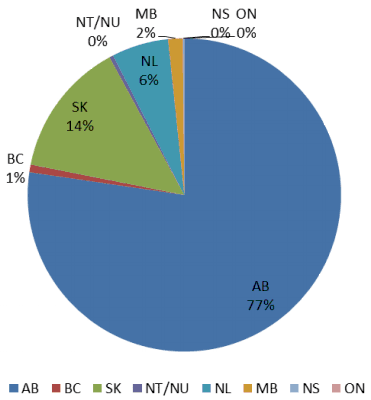 NT/NU
0%
MB
2%
NS
0%
ON
0%
NL
6%
SK
14%
BC
1%
AB
77%
AB BC SK NT/NU NL MB NS ON